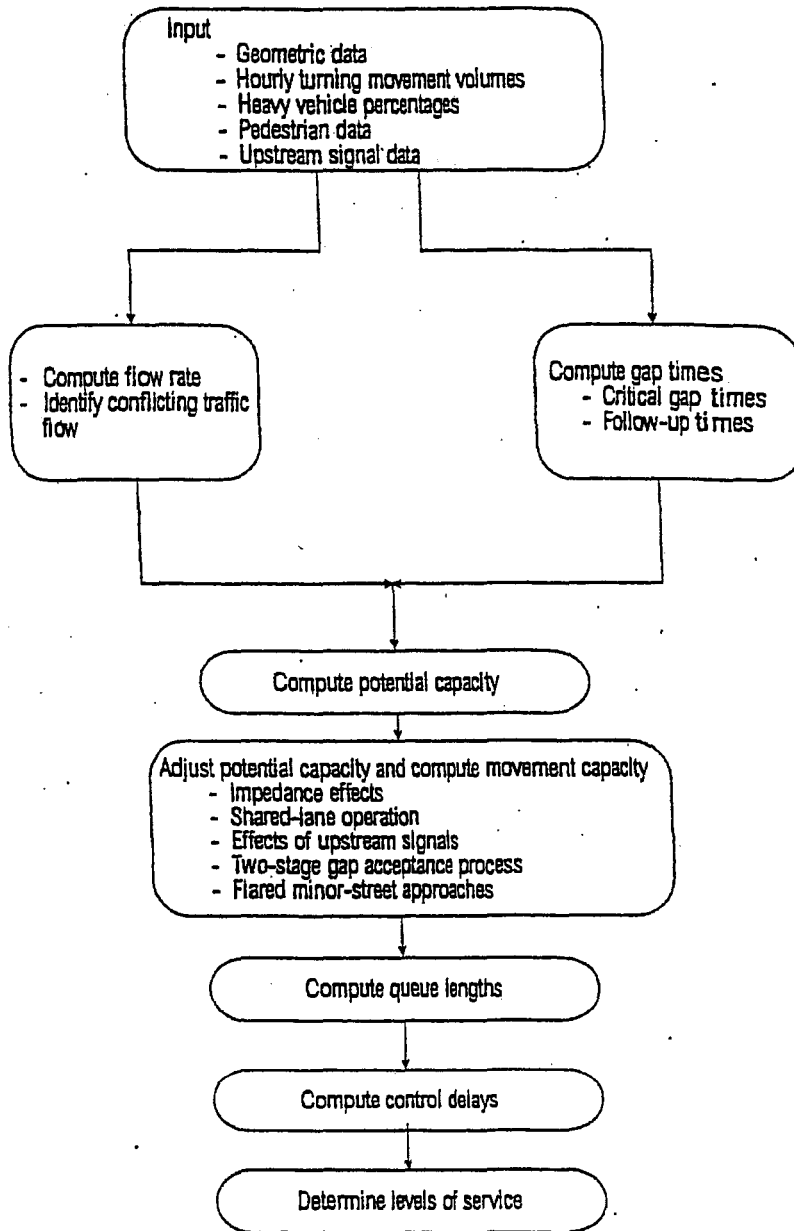 Input
- Geometric data
- Hourly turning movement volumes
- Heavy vehicle percentages
- Pedestrian data
- Upstream signal data
- Compute flow rate
- Identify conflicting traffic
flow
Compute gap times
- Critical gap times
- Follow-up times
Compute potential capacity
Adjust potential capacity and compute movement capacity
- Impedance effects
- Shared-lane operation
- Effects of upstream signals
- Two-stage gap acceptance process
- Flared minor-street approaches
Compute queue lengths
Compute control delays
Determine levels of service